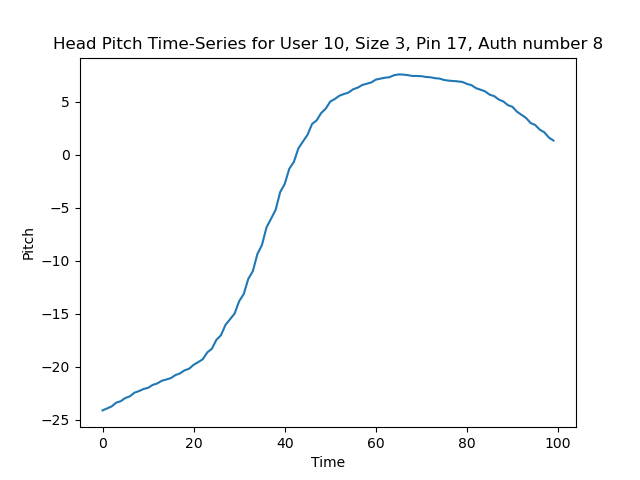 Head Pitch Time-Series for User 10, Size 3, Pin 17, Auth number 8
Pitch
5
0
−5
−10
−15
−20
−25
0 20 40 60 80 100
Time